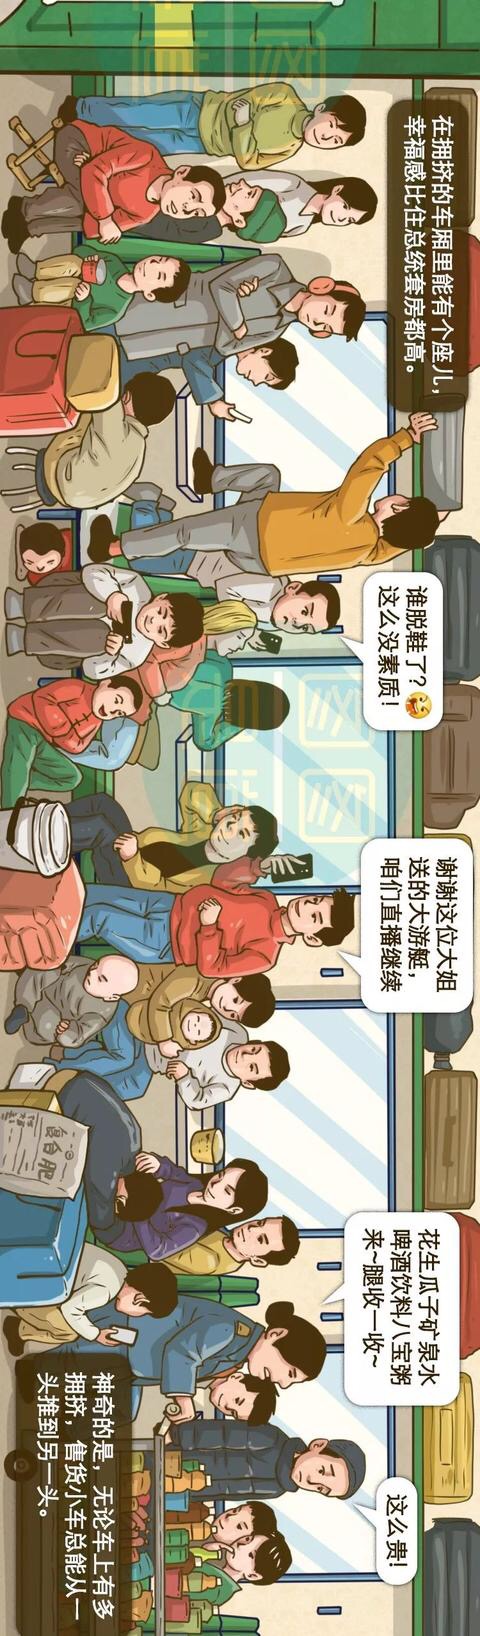 在拥挤的车厢里能有个座儿，
幸福感比住总统套房都高。
谁脱鞋了？
这么没素质！
谢谢这位大姐
送的大游艇，
咱们直播继续
花生瓜子矿泉水
啤酒饮料八宝粥
来~腿收一收~
这么贵！
神奇的是，无论车上有多
拥挤，售货小车总能从一
头推到另一头。
复合肥